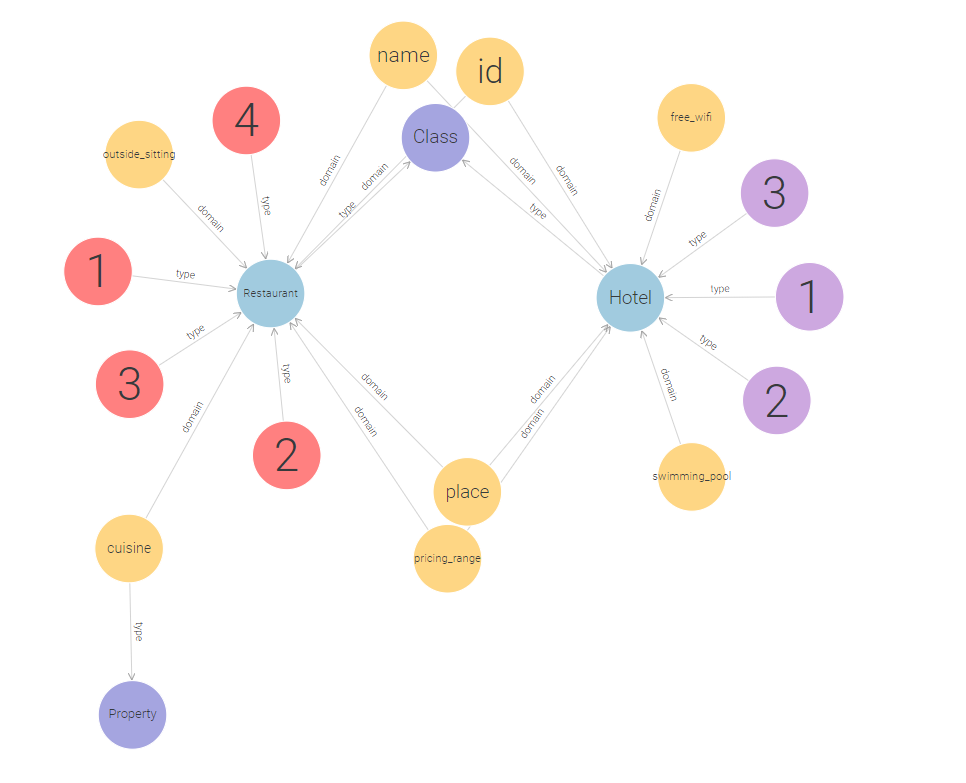 name
id
4
Class
free_wifi
outside_sitting
domain
domain
domain
domain
3
type
domain
domain
type
type
type
1
type
Restaurant
type
Hotel
type
1
type
type
3
domain
domain
domain
2
type
domain
domain
domain
2
place
swimming_pool
cuisine
pricing_range
type
Property